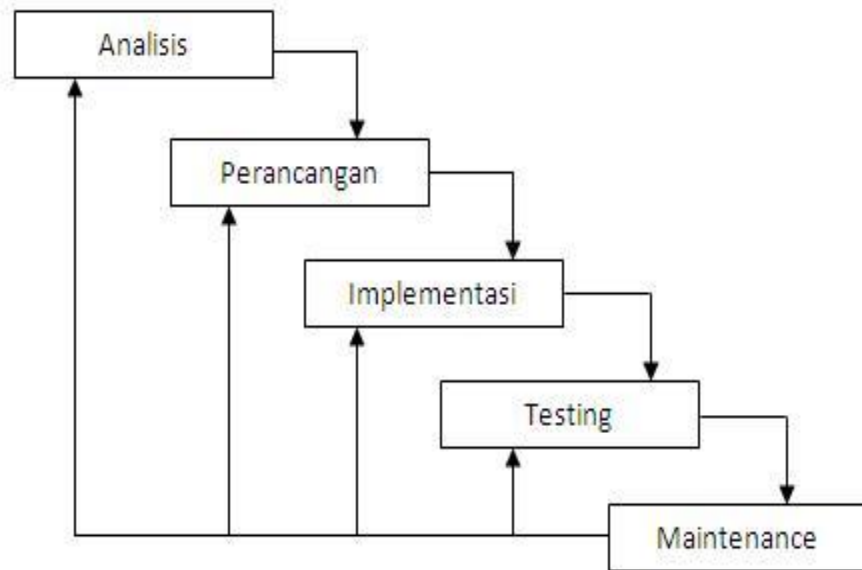 Analisis
Perancangan
Implementasi
Testing
Maintenance